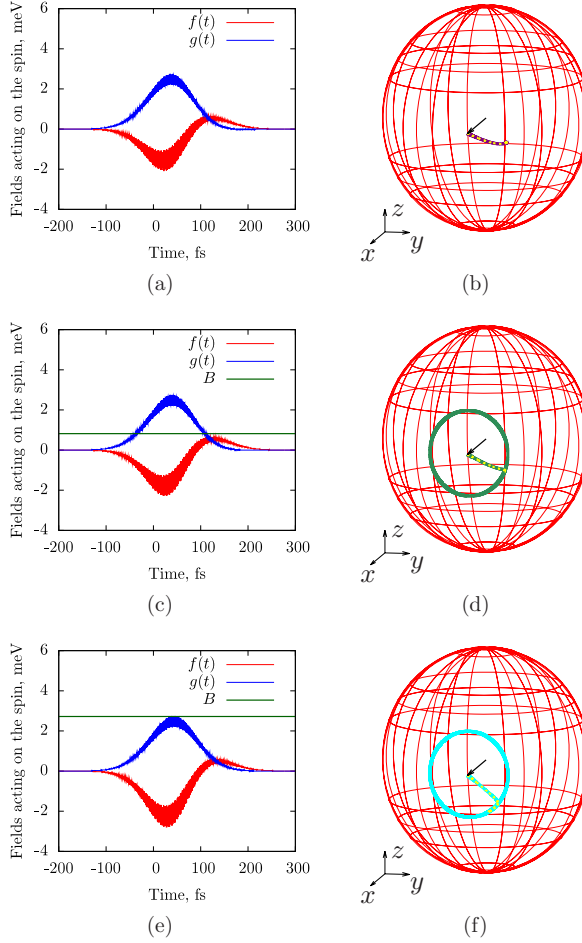 Fields acting on the spin, meV
6
4
2
0
-2
-4
f(t)
g(t)
-200 -100 0 100 200 300
Time, fs
(a)
z
x y
(b)
Fields acting on the spin, meV
6
4
2
0
-2
-4
f(t)
g(t)
B
-200 -100 0 100 200 300
Time, fs
(c)
z
x y
(d)
Fields acting on the spin, meV
6
4
2
0
-2
-4
f(t)
g(t)
B
-200 -100 0 100 200 300
Time, fs
(e)
z
x y
(f)